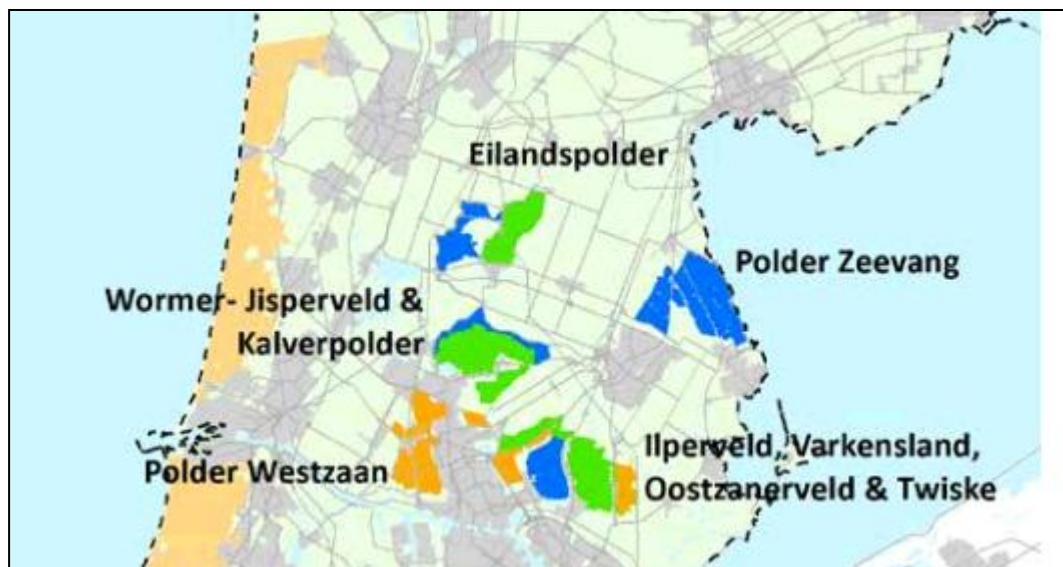 Eilandspolder
Polder Zeevang
Wormer- Jisperveld &
Kalverpolder
Polder Westzaan
Ilperveld, Varkensland,
Oostzanerveld & Twiske